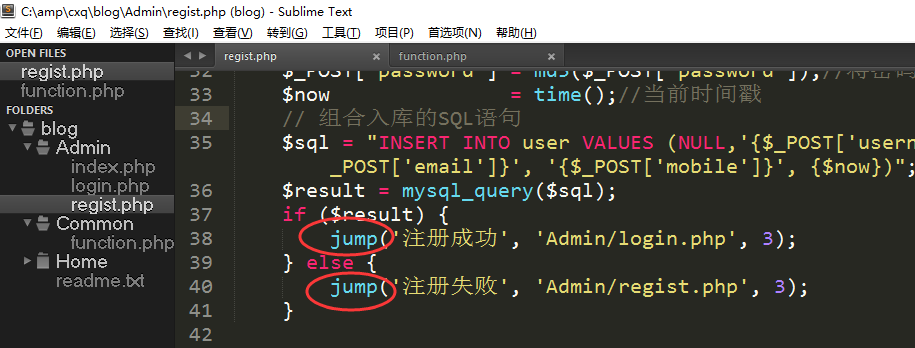 C:\amp\cxq\blog\Admin\regist.php (blog) - Sublime Text
文件(F) 编辑(E) 选择(S) 查找(I) 查看(V) 转到(G) 工具(T) 项目(P) 首选项(N) 帮助(H)
OPEN FILES
regist.php
function.php
FOLDERS
blog
Admin
index.php
login.php
regist.php
Common
function.php
Home
readme.txt
regist.php function.php
32 $_POST['password'] = md5($_POST['password']);//将密码
33 $now = time();//当前时间戳
34 // 组合入库的SQL语句
35 $sql = "INSERT INTO user VALUES (NULL,'{$_POST['usern
_POST['email']}', '{$_POST['mobile']}', {$now})";
36 $result = mysql_query($sql);
37 if ($result) {
38 jump('注册成功', 'Admin/login.php', 3);
39 } else {
40 jump('注册失败', 'Admin/regist.php', 3);
41 }
42